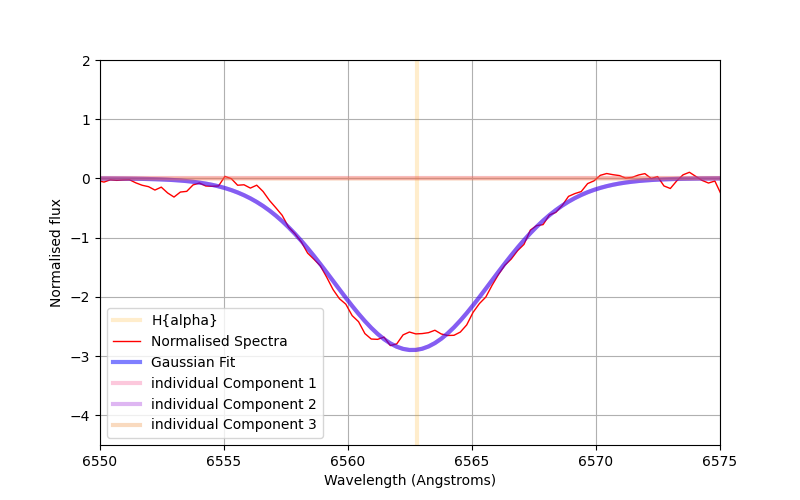 2
1
0
−1
−2
−3
−4
Normalised flux
H{alpha}
Normalised Spectra
Gaussian Fit
individual Component 1
individual Component 2
individual Component 3
6550 6555 6560 6565 6570 6575
Wavelength (Angstroms)